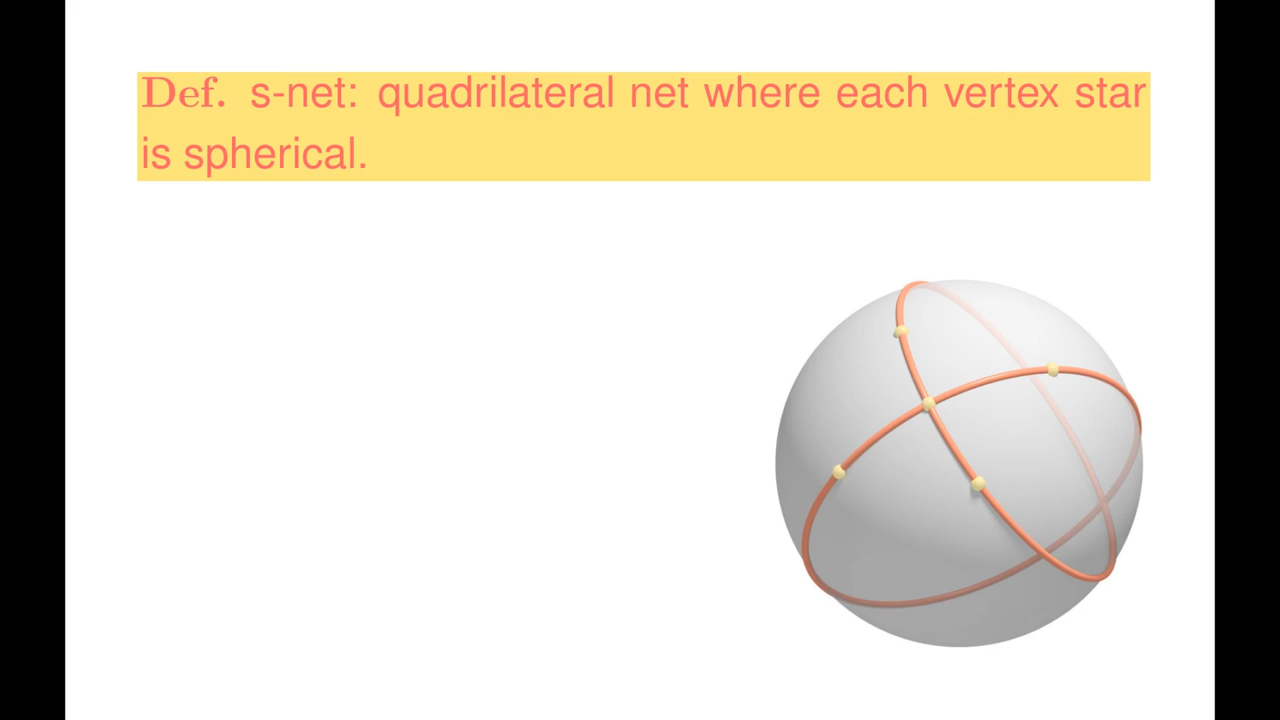 Def. s-net: quadrilateral net where each vertex star
is spherical.